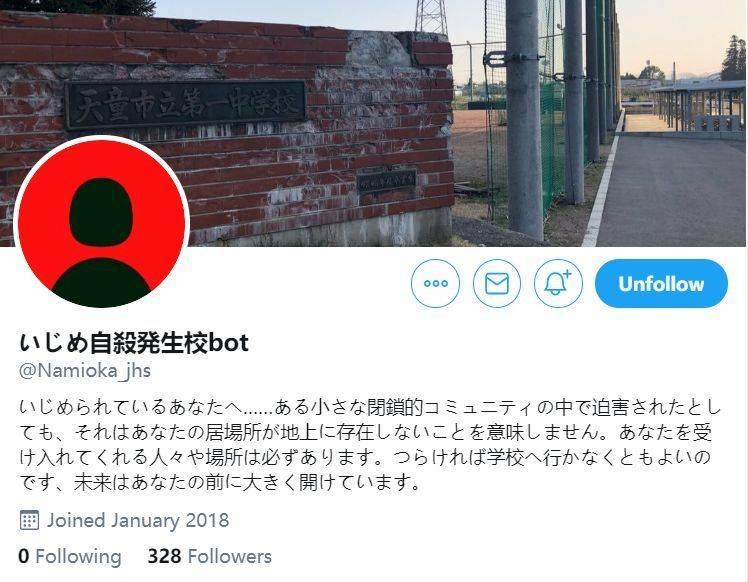 天童市立第一中学校
Unfollow
いじめ自殺発生校bot
@Namioka_jhs
いじめられているあなたへ......ある小さな閉鎖的コミュニティの中で迫害されたとし
ても、それはあなたの居場所が地上に存在しないことを意味しません。あなたを受
け入れてくれる人々や場所は必ずあります。つらければ学校へ行かなくともよいの
です、未来はあなたの前に大きく開けています。
Joined January 2018
0 Following 328 Followers